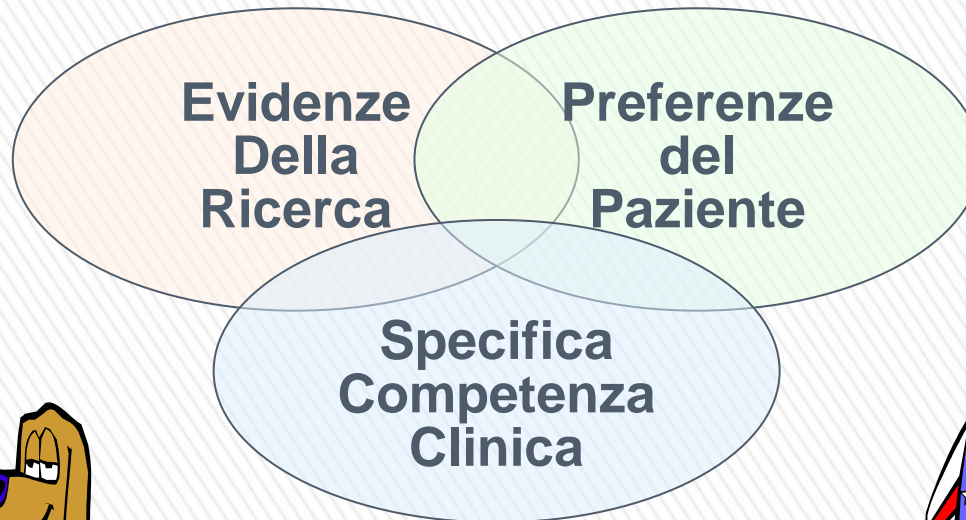 Evidenze
Della
Ricerca
Preferenze
del
Paziente
Specifica
Competenza
Clinica